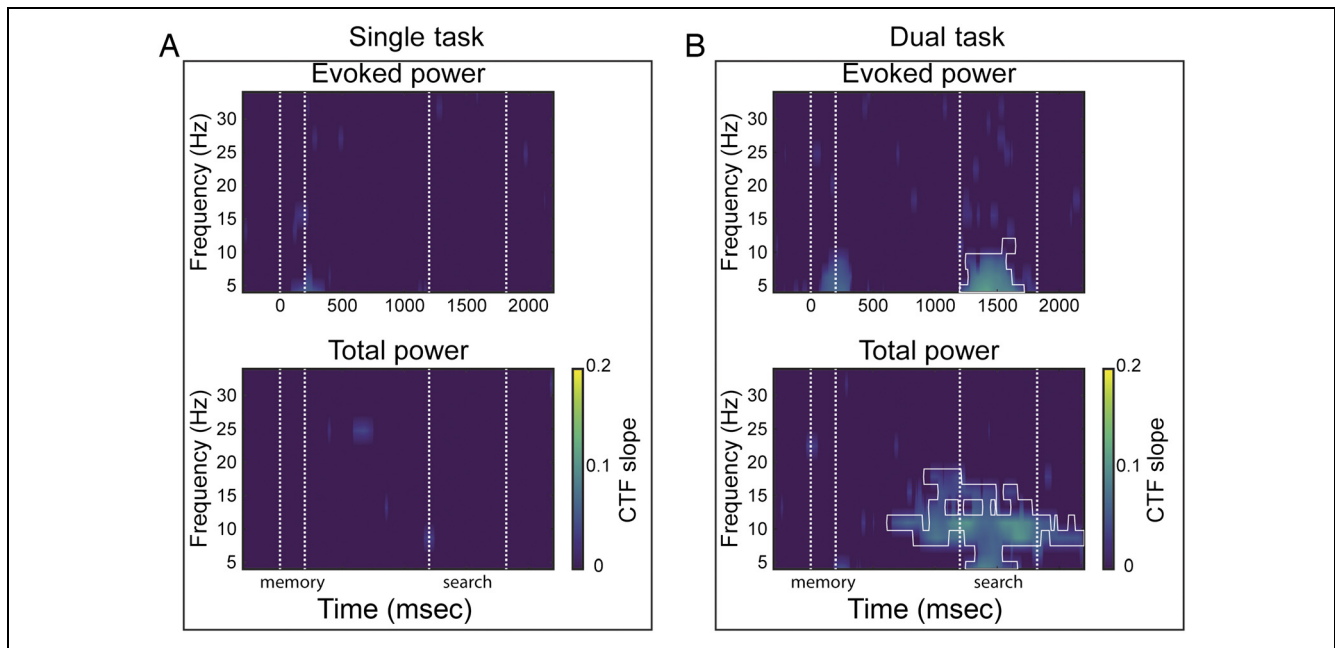 A
Single task
Evoked power
Frequency (Hz)
30
25
20
15
10
5
0 500 1000 1500 2000
Total power
Frequency (Hz)
30
25
20
15
10
5
memory search
Time (msec)
0.2
0.1
0
CTF slope
B
Dual task
Evoked power
Frequency (Hz)
30
25
20
15
10
5
0 500 1000 1500 2000
Total power
Frequency (Hz)
30
25
20
15
10
5
memory search
Time (msec)
0.2
0.1
0
CTF slope